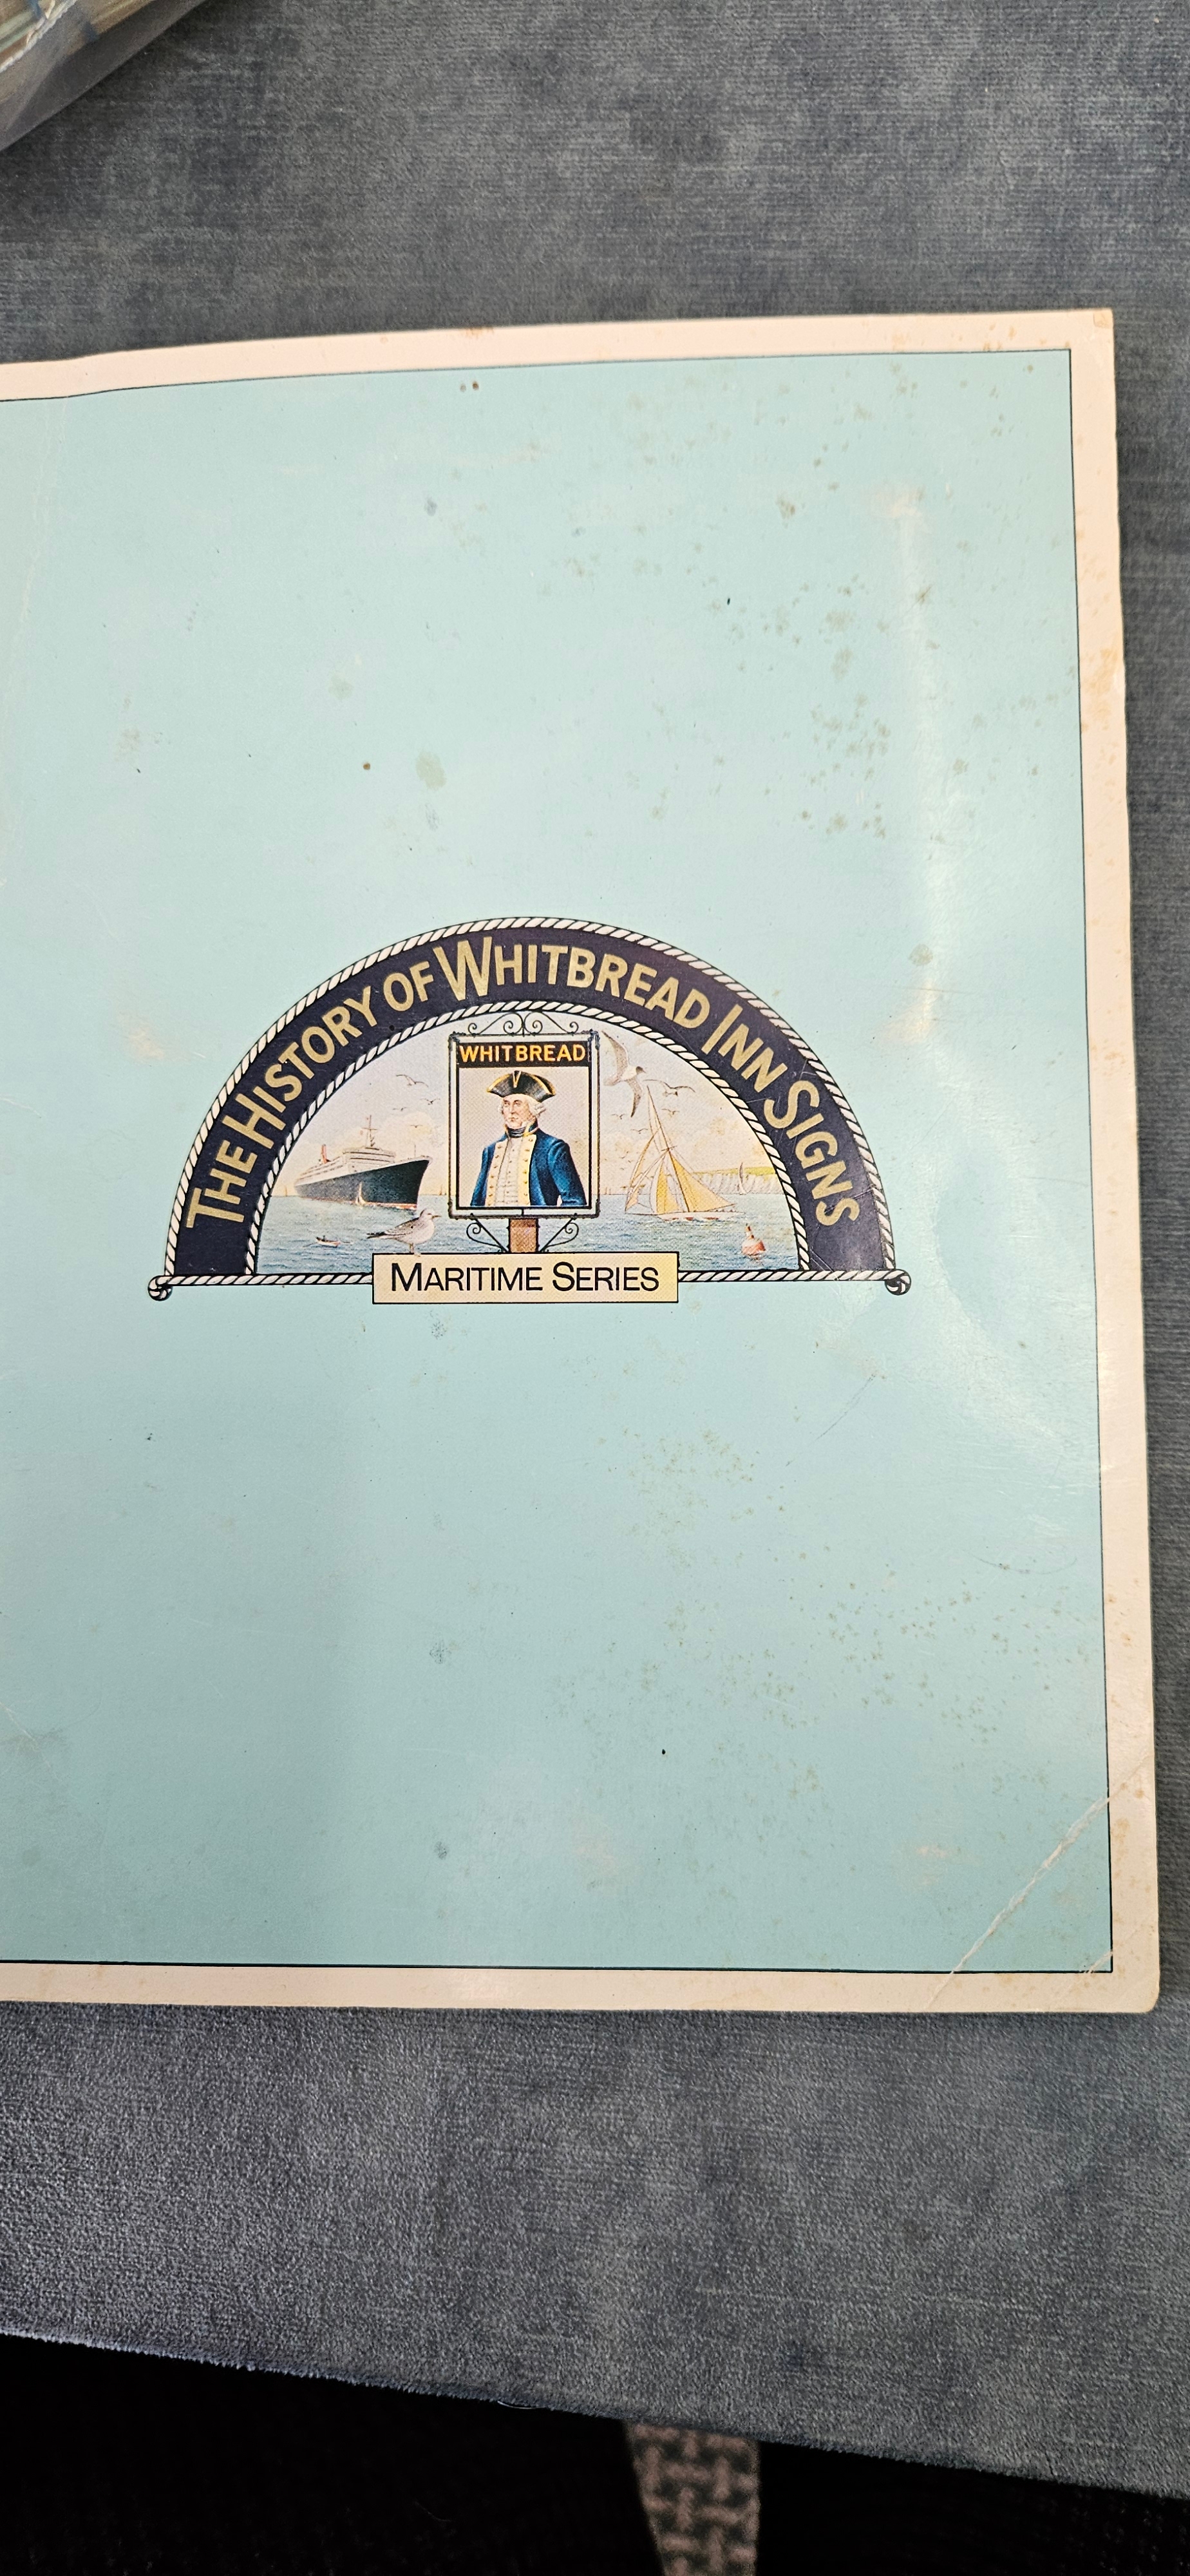 THE HISTORY OF WHITBREAD INN SIGNS
WHITBREAD
MARITIME SERIES